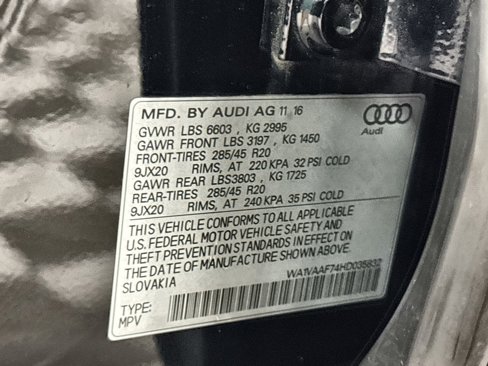 MFD. BY AUDI AG 11 16
Audi
GVWR LBS 6603 , KG 2995
GAWR FRONT LBS 3197 , KG 1450
FRONT-TIRES 285/45 R20
9JX20 RIMS, AT 220 KPA 32 PSI COLD
GAWR REAR LBS3803 , KG 1725
REAR-TIRES 285/45 R20
9JX20 RIMS, AT 240 KPA 35 PSI COLD
THIS VEHICLE CONFORMS TO ALL APPLICABLE
U.S. FEDERAL MOTOR VEHICLE SAFETY AND
THEFT PREVENTION STANDARDS IN EFFECT ON
THE DATE OF MANUFACTURE SHOWN ABOVE.
SLOVAKIA
WA1VAAF74HD035832
TYPE:
MPV